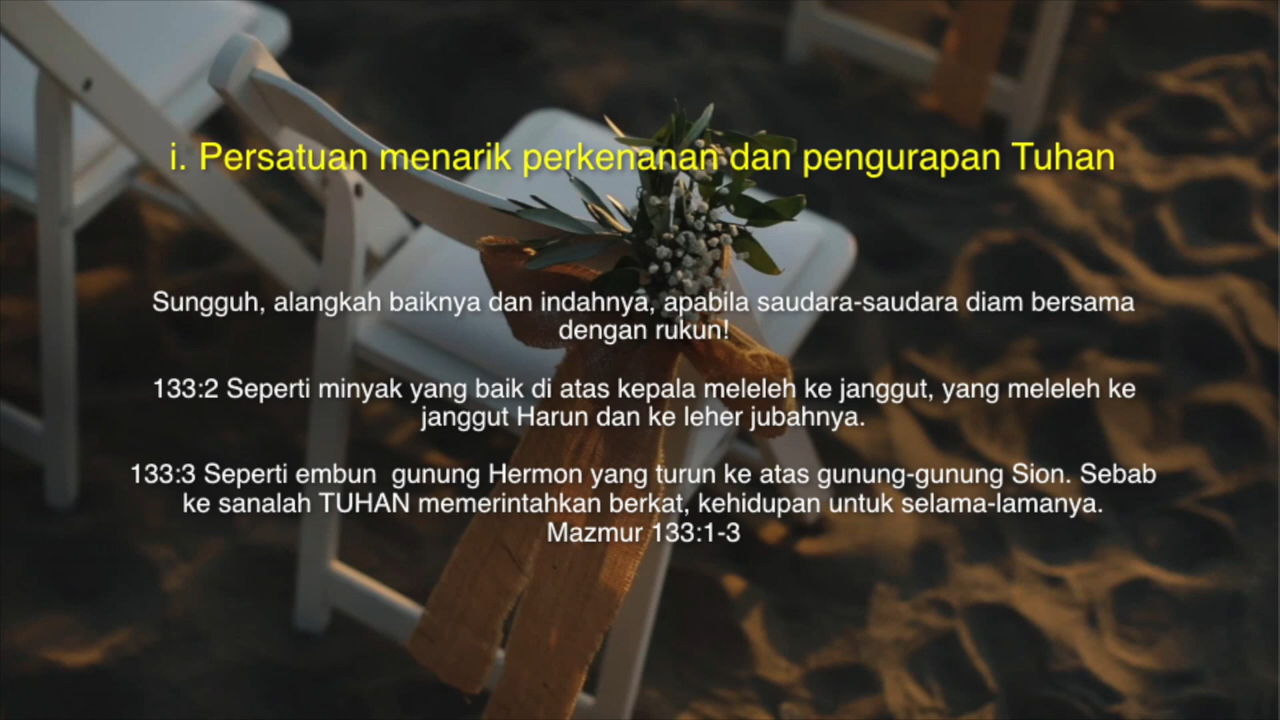 i. Persatuan menarik perkenanan dan pengurapan Tuhan
Sungguh, alangkah baiknya dan indahnya, apabila saudara-saudara diam bersama
dengan rukun!
133:2 Seperti minyak yang baik di atas kepala meleleh ke janggut, yang meleleh ke
janggut Harun dan ke leher jubahnya.
133:3 Seperti embun  gunung Hermon yang turun ke atas gunung-gunung Sion. Sebab
ke sanalah TUHAN memerintahkan berkat, kehidupan untuk selama-lamanya.
Mazmur 133:1-3